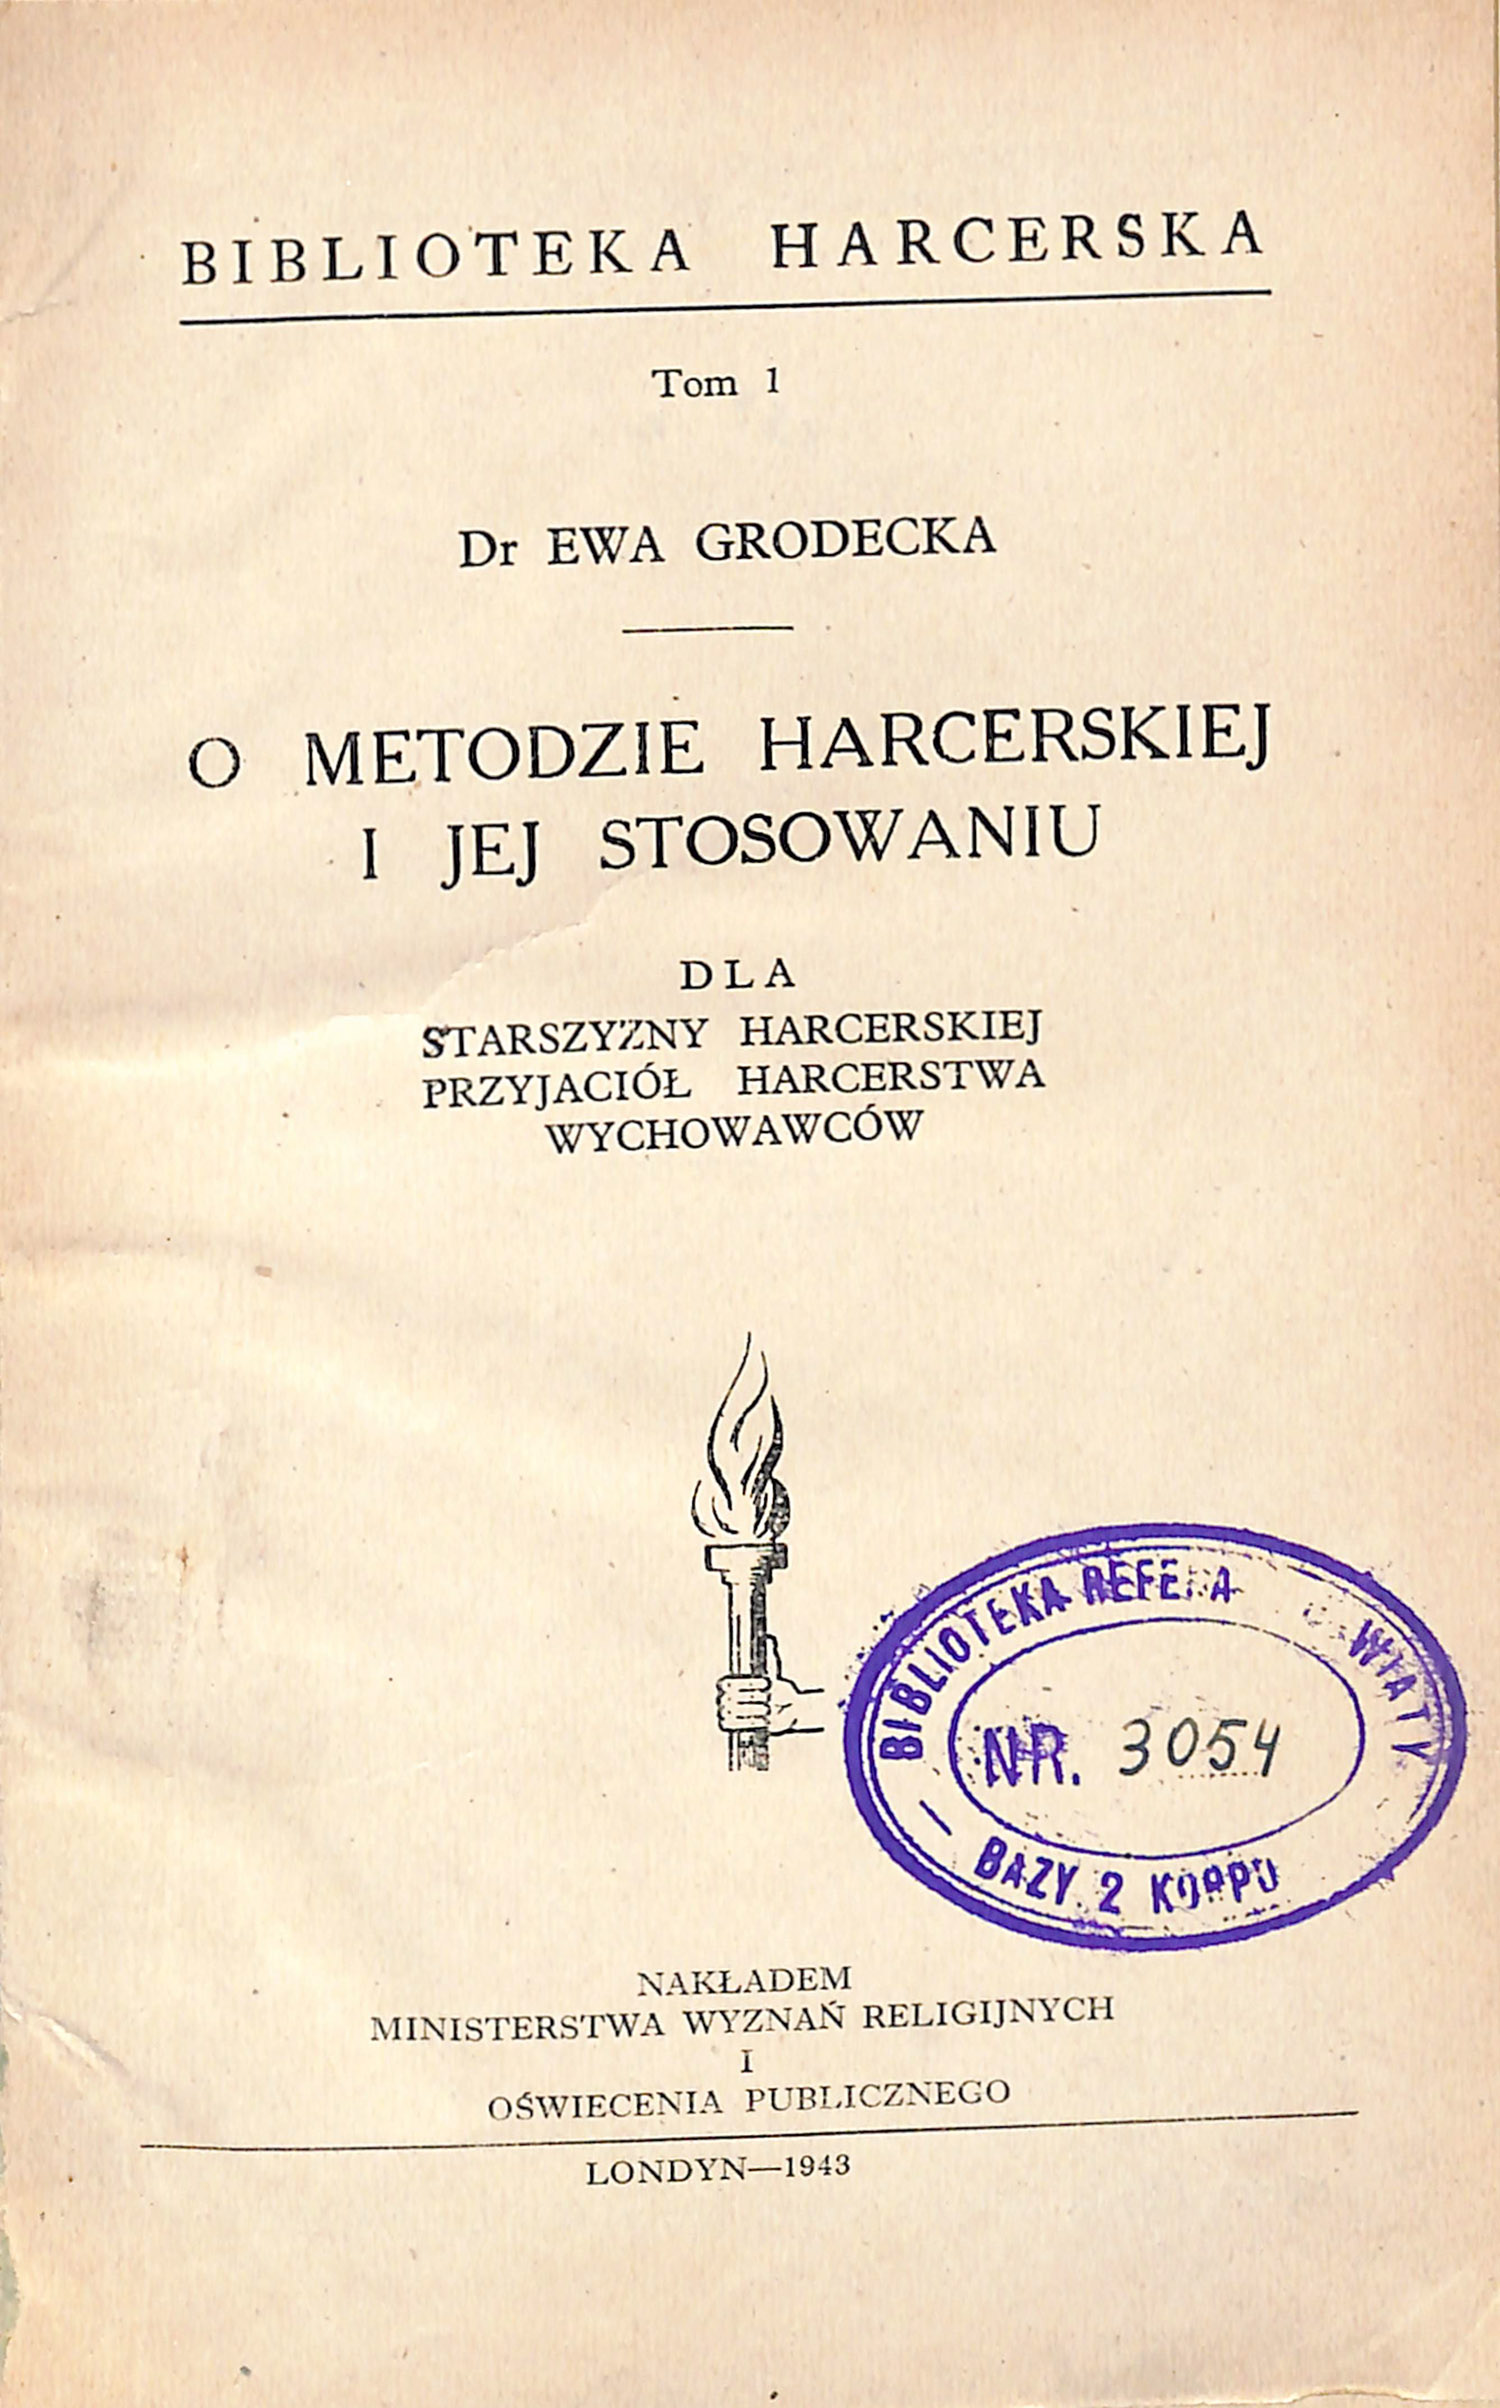 BIBLIOTEKA HARCERSKA
Tom 1
Dr EWA GRODECKA
O METODZIE HARCERSKIEJ
I JEJ STOSOWANIU
DLA
STARSZYZNY HARCERSKIEJ
PRZYJACIÓŁ HARCERSTWA
WYCHOWAWCÓW
BIBLIOTEKA
NR. 3054
BAZY 2 KORPU
NAKŁADEM
MINISTERSTWA WYZNAŃ RELIGIJNYCH
I
OŚWIECENIA PUBLICZNEGO
LONDYN—1943